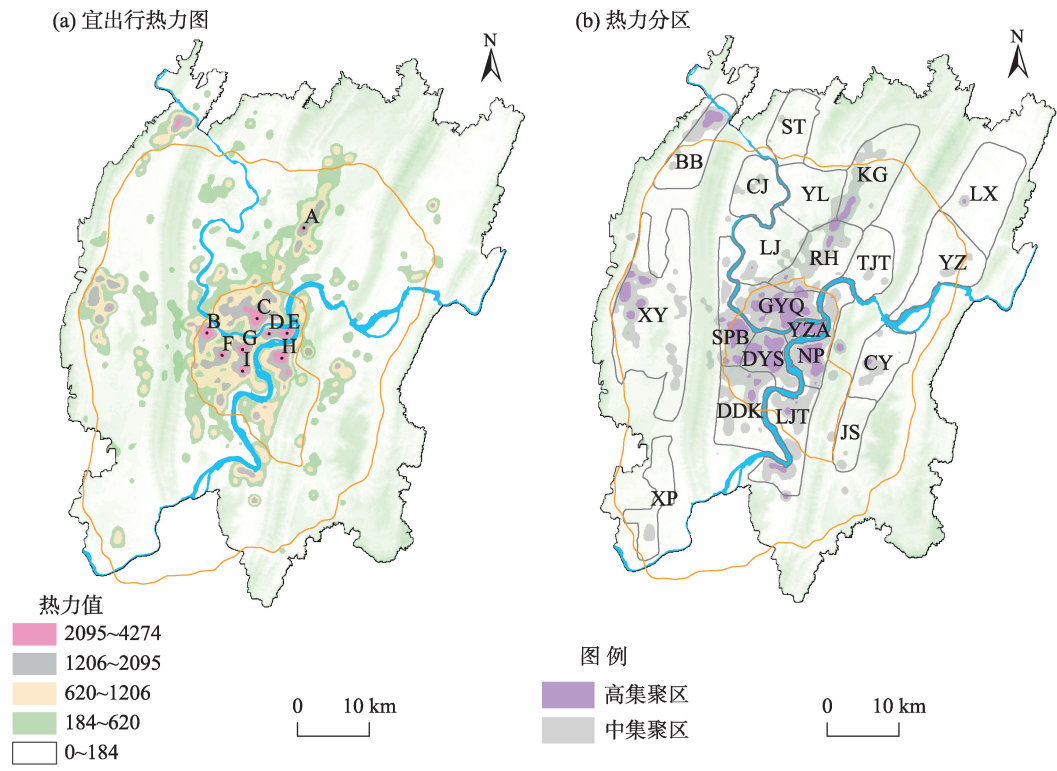 (a) 宜出行热力图
N
A
B
C
D
E
F
G
H
I
热力值
2095~4274
1206~2095
620~1206
184~620
0~184
0
10 km
(b) 热力分区
N
ST
BB
KG
CJ
YL
LX
LJ
RH
TJT
YZ
XY
GYQ
SPB
YZA
DYS
NP
CY
DDK
LJT
JS
XP
图 例
高集聚区
中集聚区
0
10 km